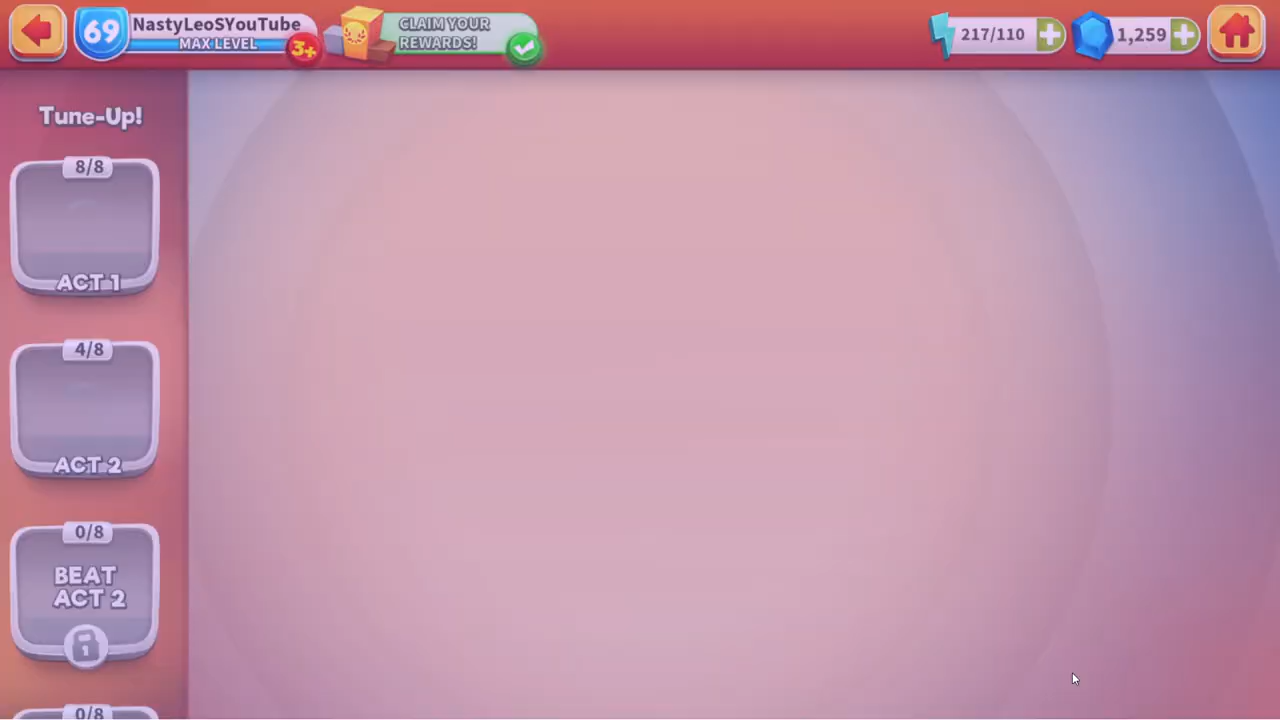 69
NastyLeoSYouTube
MAX LEVEL
3+
CLAIM YOUR
REWARDS!
217/110
1,259
Tune-Up!
8/8
ACT 1
4/8
ACT 2
0/8
BEAT
ACT 2
0/8